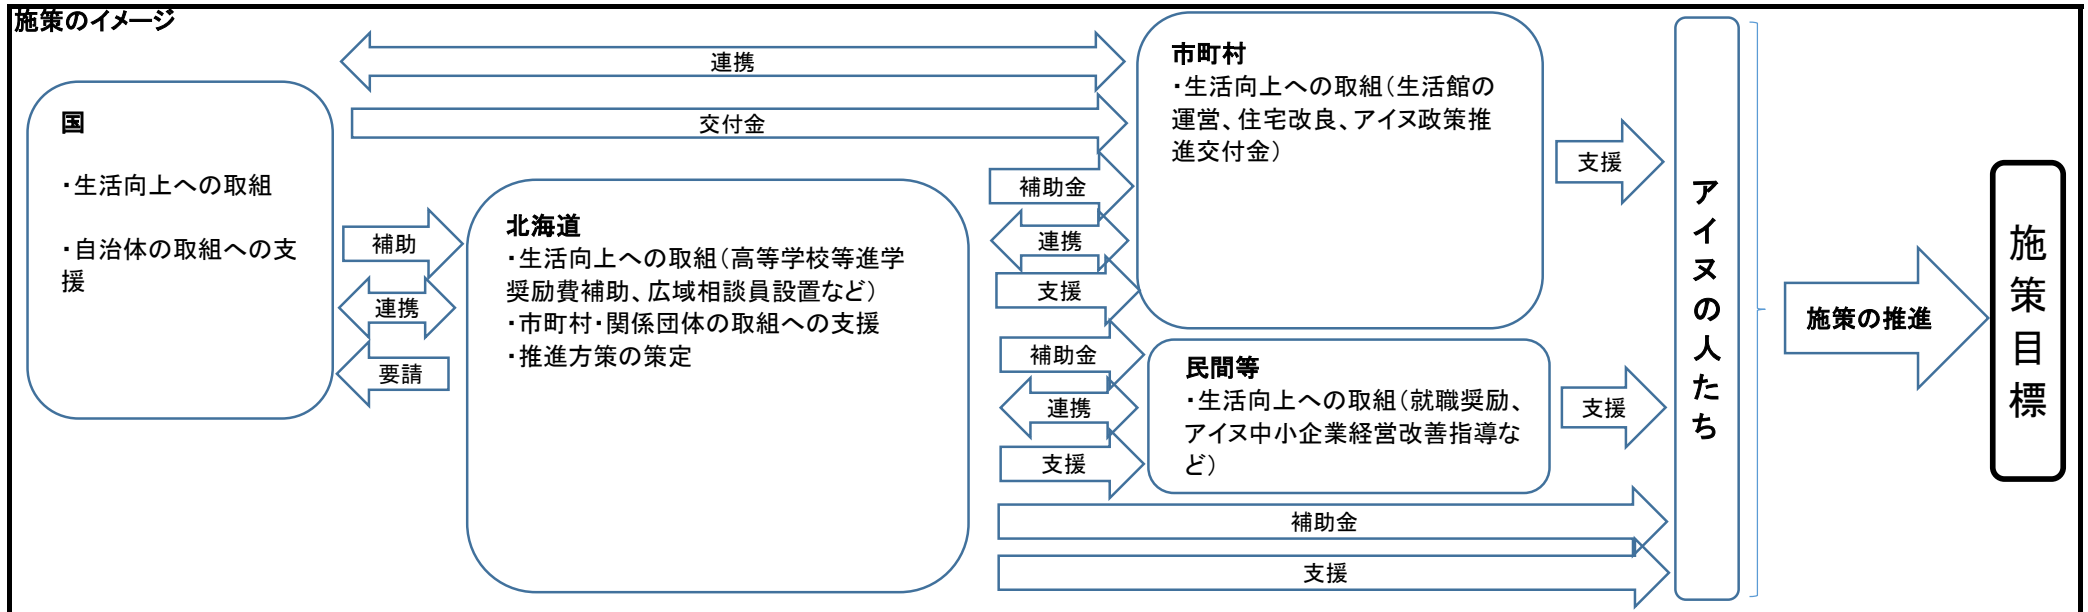 施策のイメージ
国
・生活向上への取組
・自治体の取組への支
援
連携
交付金
補助
連携
要請
北海道
・生活向上への取組（高等学校等進学
奨励費補助、広域相談員設置など）
・市町村・関係団体の取組への支援
・推進方策の策定
補助金
連携
支援
補助金
連携
支援
補助金
支援
市町村
・生活向上への取組（生活館の
運営、住宅改良、アイヌ政策推
進交付金）
民間等
・生活向上への取組（就職奨励、
アイヌ中小企業経営改善指導な
ど）
支援
支援
アイヌの人たち
施策の推進
施策目標